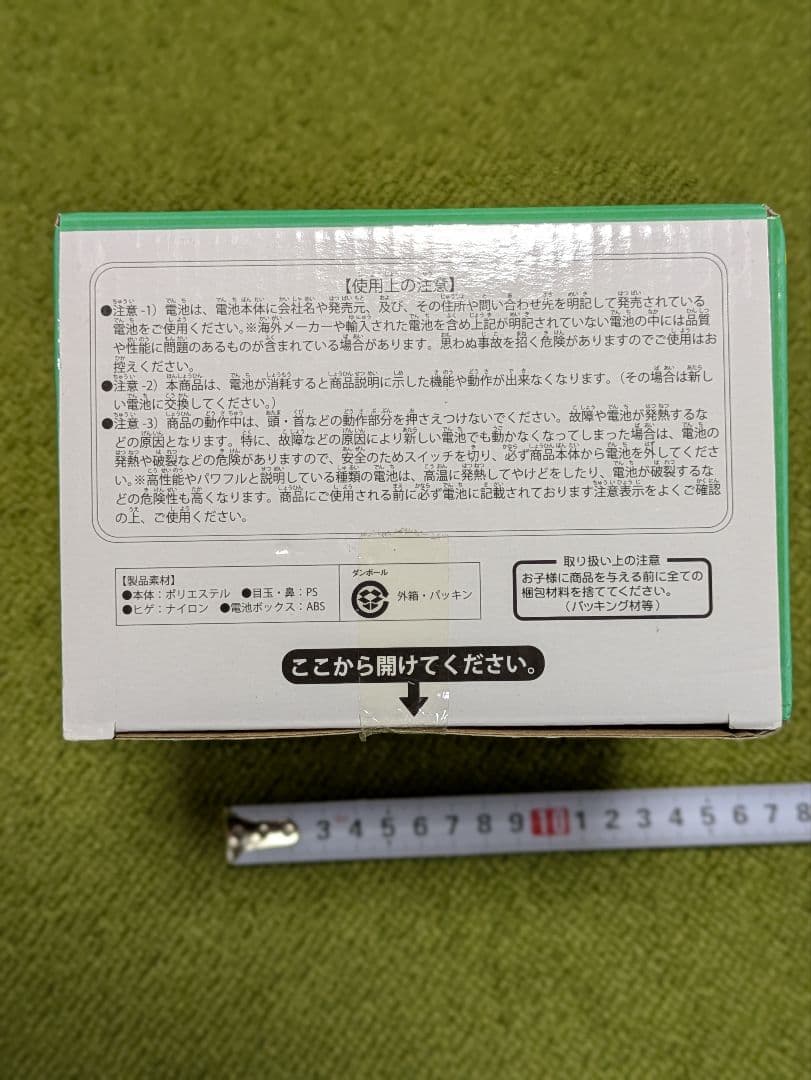 【使用上の注意】
●注意-1）電池は、電池本体に会社名や発売元、及び、その住所や問い合わせ先を明記して発売されている
電池をご使用ください。※海外メーカーや輸入された電池を含め上記が明記されていない電池の中には品質
や性能に問題のあるものが含まれている場合があります。思わぬ事故を招く危険がありますのでご使用はお
控えください。
●注意-2）本商品は、電池が消耗すると商品説明に示した機能や動作が出来なくなります。（その場合は新し
い電池に交換してください。）
●注意-3）商品の動作中は、頭・首などの動作部分を押さえつけないでください。故障や電池が発熱するな
どの原因となります。特に、故障などの原因により新しい電池でも動かなくなってしまった場合は、電池の
発熱や破裂などの危険がありますので、安全のためスイッチを切り、必ず商品本体から電池を外してくださ
い。※高性能やパワフルと説明している種類の電池は、高温に発熱してやけどをしたり、電池が破裂するな
どの危険性も高くなります。商品にご使用される前に必ず電池に記載されております注意表示をよくご確認
の上、ご使用ください。
【製品素材】
●本体：ポリエステル ●目玉・鼻：PS
●ヒゲ：ナイロン ●電池ボックス：ABS
ダンボール
外箱・パッキン
取り扱い上の注意
お子様に商品を与える前に全ての
梱包材料を捨ててください。
（パッキング材等）
ここから開けてください。
3 4 5 6 7 8 9 10 1 2 3 4 5 6 7 8